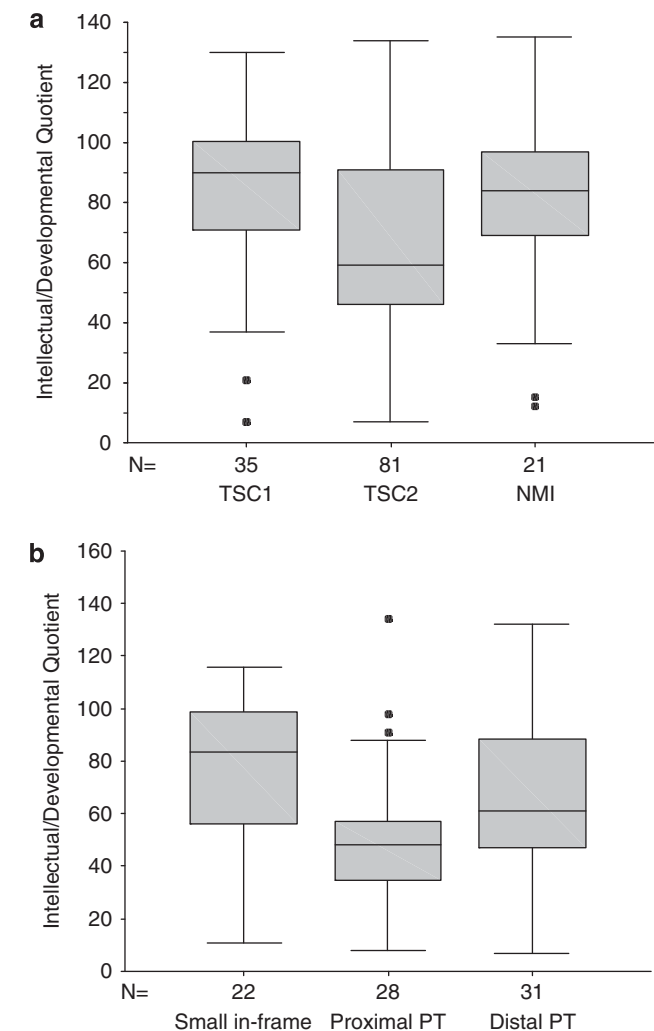 a
Intellectual/Developmental Quotient
140
120
100
80
60
40
20
0
N= 35 81 21
TSC1 TSC2 NMI
b
Intellectual/Developmental Quotient
160
140
120
100
80
60
40
20
0
N= 22 28 31
Small in-frame Proximal PT Distal PT